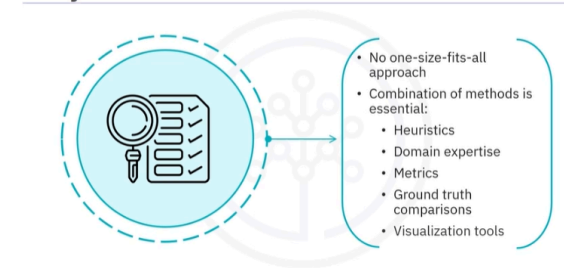 • No one-size-fits-all
approach
• Combination of methods is
essential:
• Heuristics
• Domain expertise
• Metrics
• Ground truth
comparisons
• Visualization tools